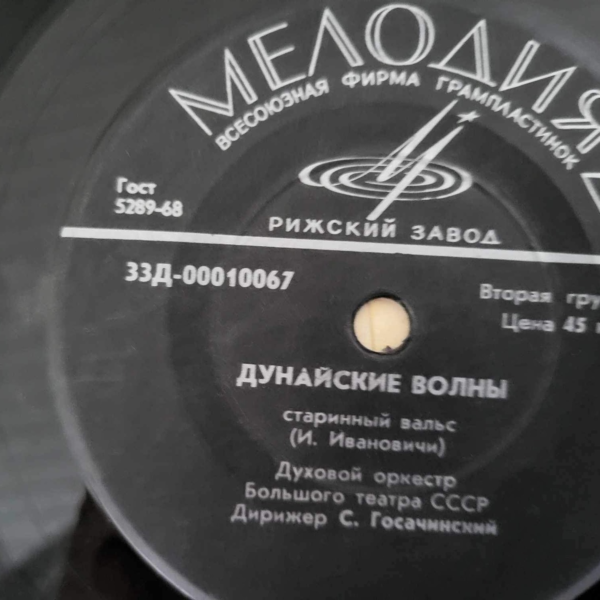 МЕЛОДИЯ
ВСЕСОЮЗНАЯ ФИРМА ГРАМПЛАСТИНОК
Гост
5289-68
РИЖСКИЙ ЗАВОД
33Д-00010067
Вторая гру
Цена 45 к
ДУНАЙСКИЕ ВОЛНЫ
старинный вальс
(И. Ивановичи)
Духовой оркестр
Большого театра СССР
Дирижер С. Госачинский